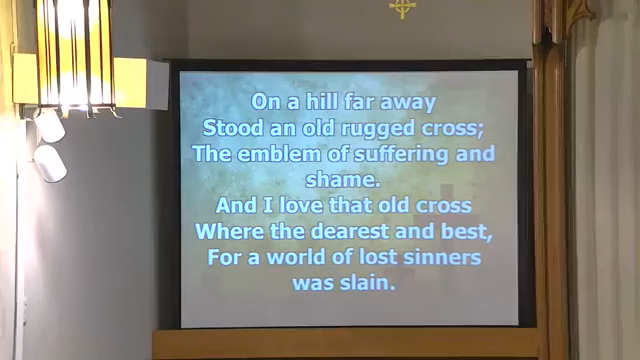 On a hill far away
Stood an old rugged cross;
The emblem of suffering and
shame.
And I love that old cross
Where the dearest and best,
For a world of lost sinners
was slain.